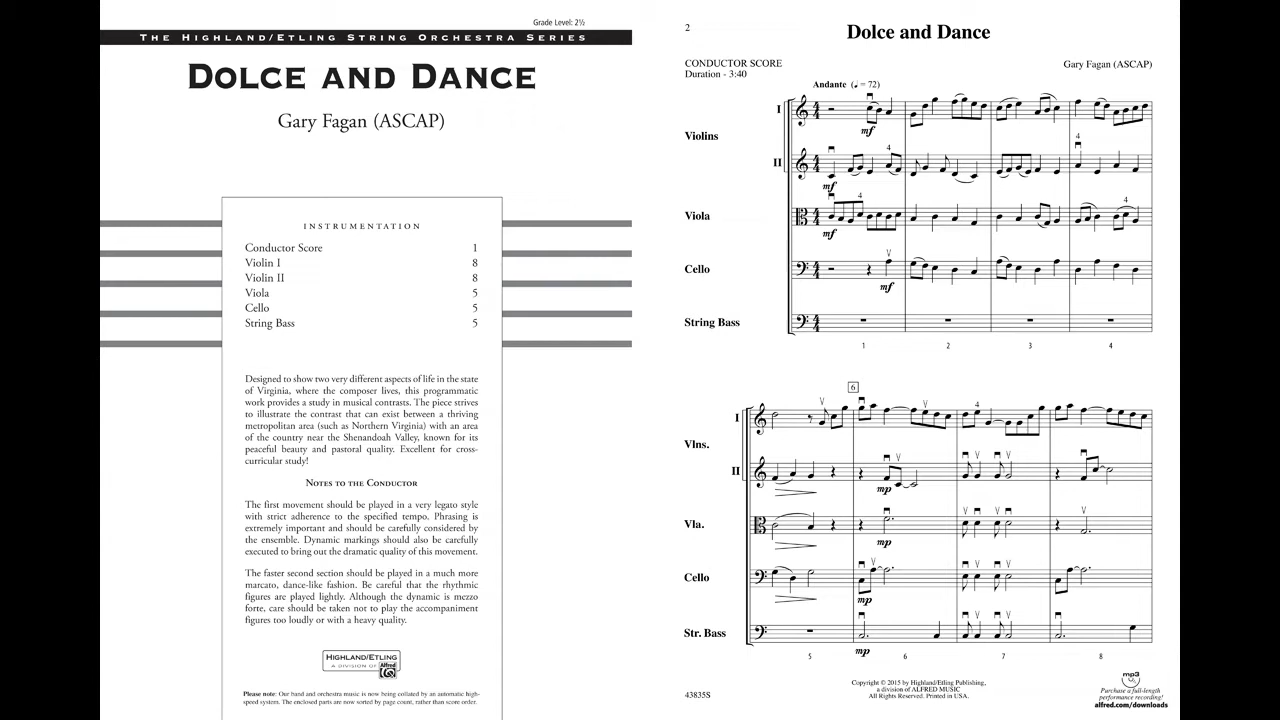 Grade Level: 2½
THE HIGHLAND/ETLING STRING ORCHESTRA SERIES
DOLCE AND DANCE
Gary Fagan (ASCAP)
INSTRUMENTATION
Conductor Score 1
Violin I 8
Violin II 8
Viola 5
Cello 5
String Bass 5
Designed to show two very different aspects of life in the state
of Virginia, where the composer lives, this programmatic
work provides a study in musical contrasts. The piece strives
to illustrate the contrast that can exist between a thriving
metropolitan area (such as Northern Virginia) with an area
of the country near the Shenandoah Valley, known for its
peaceful beauty and pastoral quality. Excellent for cross-
curricular study!
NOTES TO THE CONDUCTOR
The first movement should be played in a very legato style
with strict adherence to the specified tempo. Phrasing is
extremely important and should be carefully considered by
the ensemble. Dynamic markings should also be carefully
executed to bring out the dramatic quality of this movement.
The faster second section should be played in a much more
marcato, dance-like fashion. Be careful that the rhythmic
figures are played lightly. Although the dynamic is mezzo
forte, care should be taken not to play the accompaniment
figures too loudly or with a heavy quality.
HIGHLAND/ETLING
A DIVISION OF Alfred
Please note: Our band and orchestra music is now being collated by an automatic high-
speed system. The enclosed parts are now sorted by page count, rather than score order.
2
Dolce and Dance
CONDUCTOR SCORE
Duration - 3:40
Gary Fagan (ASCAP)
Andante (♩ = 72)
I
mf
Violins
4
4
II
mf
4
4
Viola
mf
Cello
mf
String Bass
1 2 3 4
6
I
4
Vlns.
II
mp
Vla.
mp
Cello
mp
Str. Bass
mp
5 6 7 8
43835S
Copyright © 2015 by Highland/Etling Publishing,
a division of ALFRED MUSIC
All Rights Reserved. Printed in USA.
mp3
Purchase a full-length
performance recording!
alfred.com/downloads